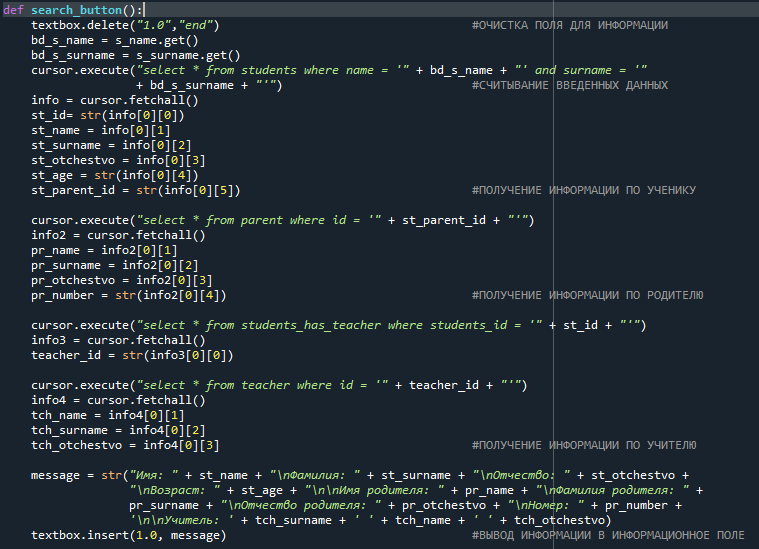 def search_button():
    textbox.delete("1.0","end") #ОЧИСТКА ПОЛЯ ДЛЯ ИНФОРМАЦИИ
    bd_s_name = s_name.get()
    bd_s_surname = s_surname.get()
    cursor.execute("select * from students where name = '" + bd_s_name + "' and surname = '"
                   + bd_s_surname + "'") #СЧИТЫВАНИЕ ВВЕДЕННЫХ ДАННЫХ
    info = cursor.fetchall()
    st_id= str(info[0][0])
    st_name = info[0][1]
    st_surname = info[0][2]
    st_otchestvo = info[0][3]
    st_age = str(info[0][4])
    st_parent_id = str(info[0][5]) #ПОЛУЧЕНИЕ ИНФОРМАЦИИ ПО УЧЕНИКУ
    cursor.execute("select * from parent where id = '" + st_parent_id + "'")
    info2 = cursor.fetchall()
    pr_name = info2[0][1]
    pr_surname = info2[0][2]
    pr_otchestvo = info2[0][3]
    pr_number = str(info2[0][4]) #ПОЛУЧЕНИЕ ИНФОРМАЦИИ ПО РОДИТЕЛЮ
    cursor.execute("select * from students_has_teacher where students_id = '" + st_id + "'")
    info3 = cursor.fetchall()
    teacher_id = str(info3[0][0])
    cursor.execute("select * from teacher where id = '" + teacher_id + "'")
    info4 = cursor.fetchall()
    tch_name = info4[0][1]
    tch_surname = info4[0][2]
    tch_otchestvo = info4[0][3] #ПОЛУЧЕНИЕ ИНФОРМАЦИИ ПО УЧИТЕЛЮ
    message = str("Имя: " + st_name + "\nФамилия: " + st_surname + "\nОтчество: " + st_otchestvo +
                  "\nВозраст: " + st_age + "\n\nИмя родителя: " + pr_name + "\nФамилия родителя: " +
                  pr_surname + "\nОтчество родителя: " + pr_otchestvo + "\nНомер: " + pr_number +
                  '\n\nУчитель: ' + tch_surname + ' ' + tch_name + ' ' + tch_otchestvo)
    textbox.insert(1.0, message) #ВЫВОД ИНФОРМАЦИИ В ИНФОРМАЦИОННОЕ ПОЛЕ